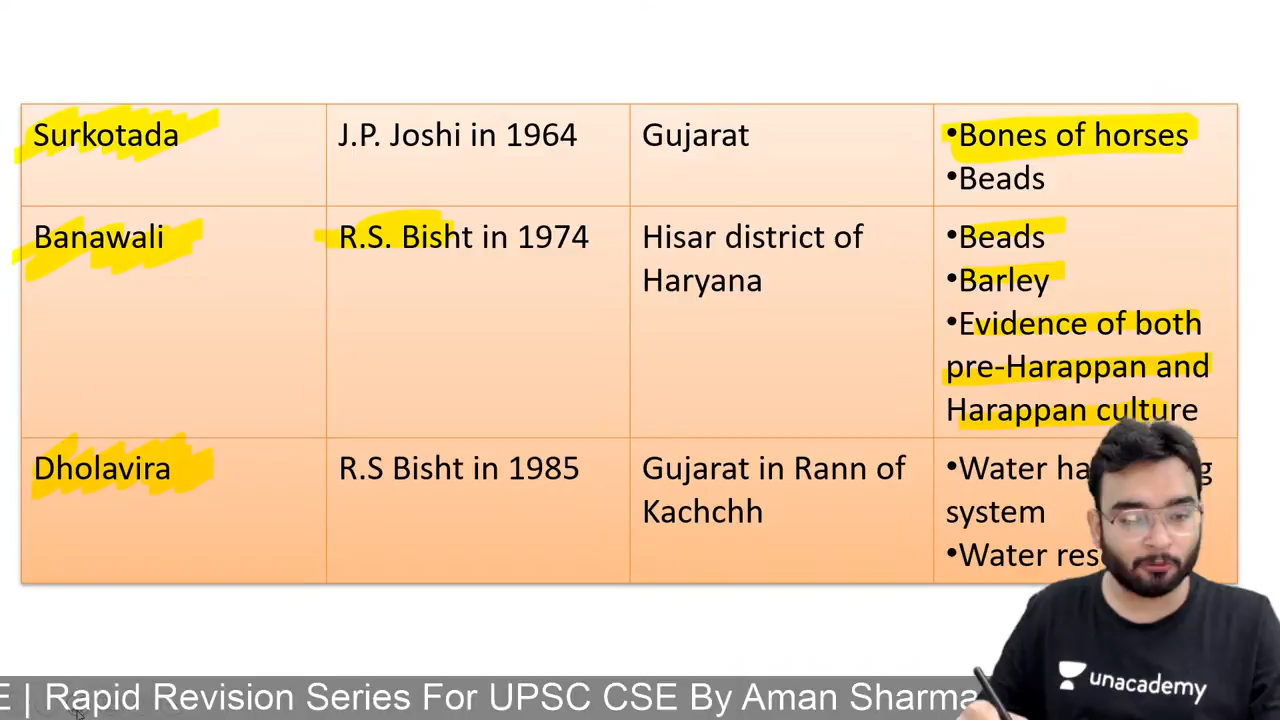 Surkotada
J.P. Joshi in 1964
Gujarat
•Bones of horses
•Beads
Banawali
R.S. Bisht in 1974
Hisar district of
Haryana
•Beads
•Barley
•Evidence of both
pre-Harappan and
Harappan culture
Dholavira
R.S Bisht in 1985
Gujarat in Rann of
Kachchh
•Water
system
•Water
unacademy
E | Rapid Revision Series For UPSC CSE By Aman Sharma